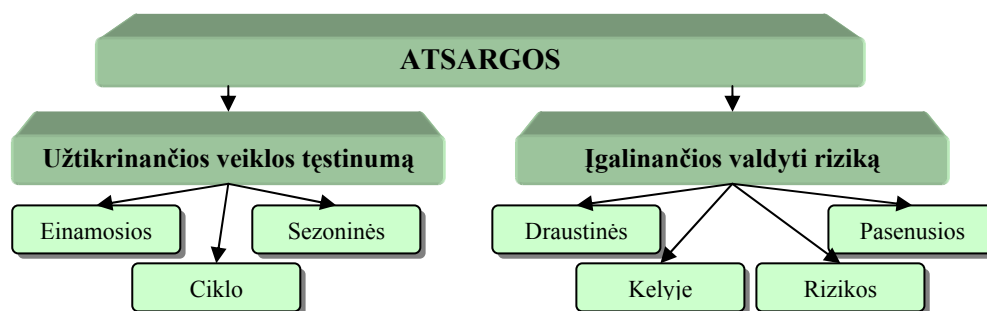 ATSARGOS
Užtikrinančios veiklos tęstinumą
Įgalinančios valdyti riziką
Einamosios
Sezoninės
Draustinės
Pasenusios
Ciklo
Kelyje
Rizikos